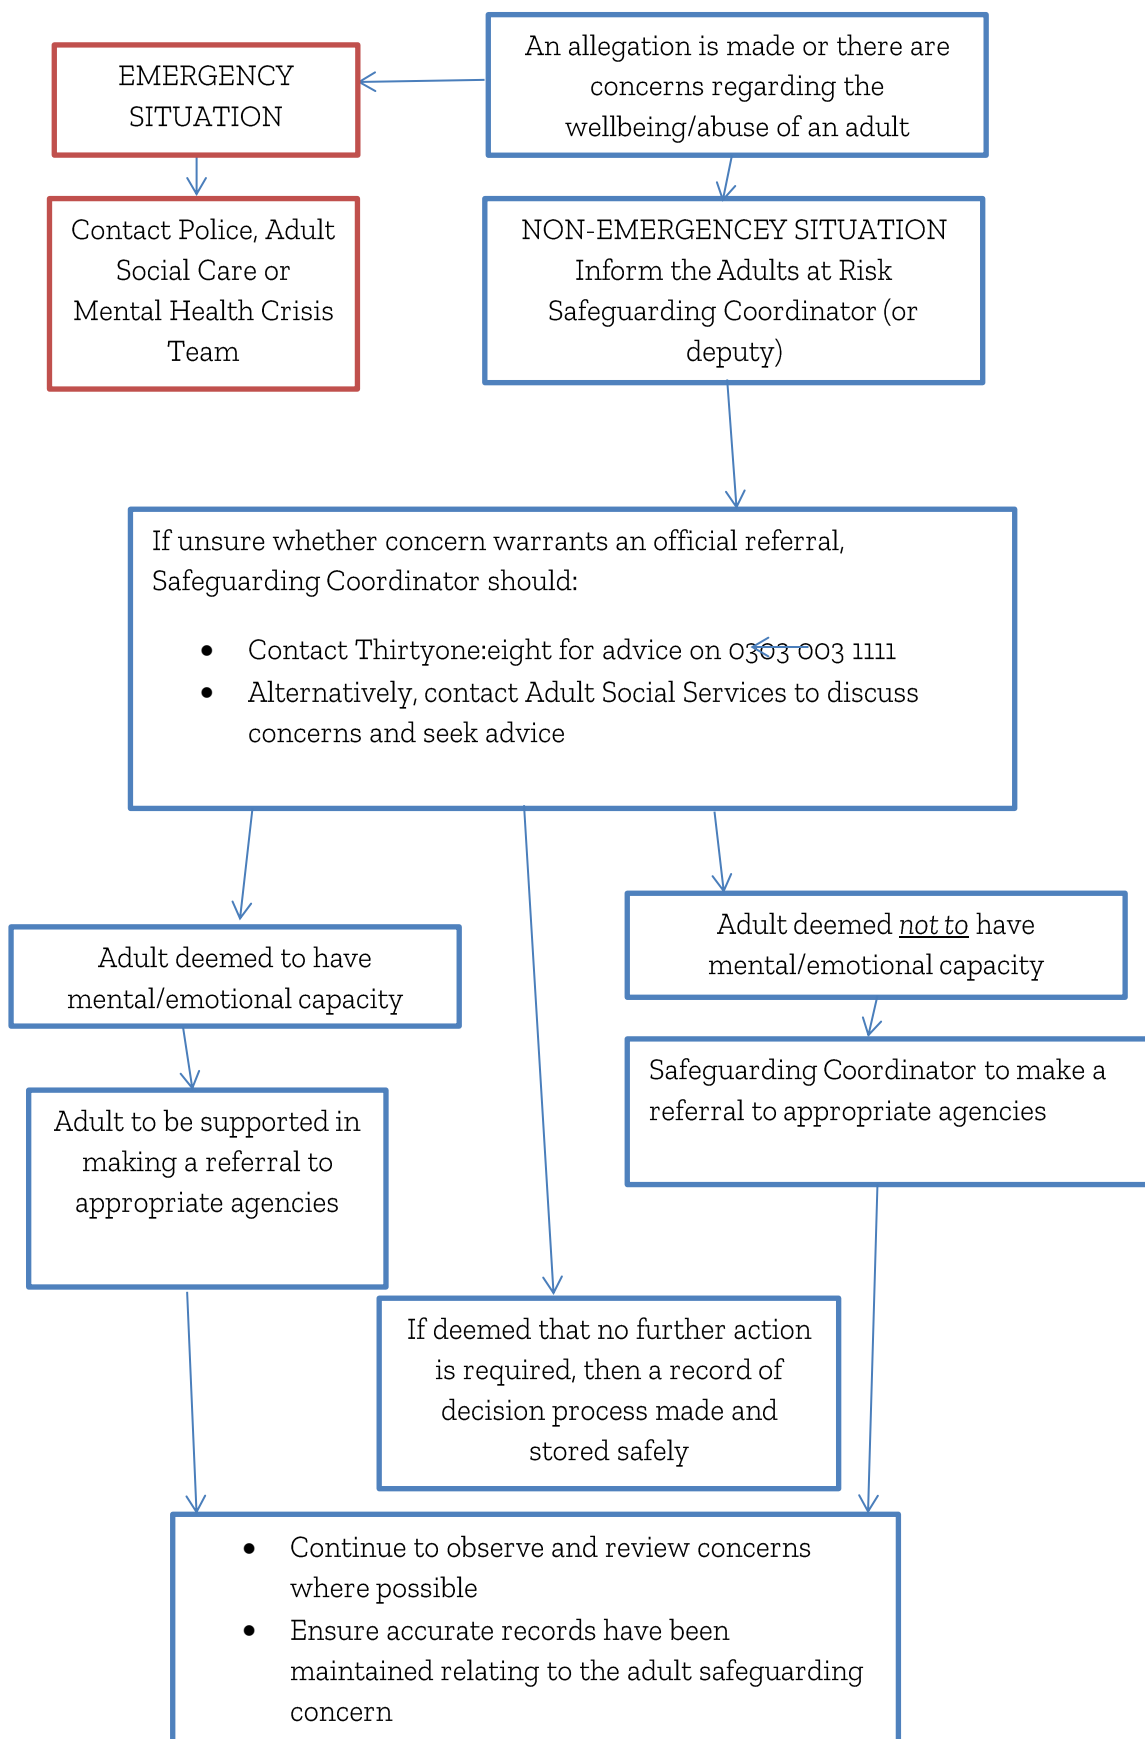 An allegation is made or there are
concerns regarding the
wellbeing/abuse of an adult
EMERGENCY
SITUATION
Contact Police, Adult
Social Care or
Mental Health Crisis
Team
NON-EMERGENCEY SITUATION
Inform the Adults at Risk
Safeguarding Coordinator (or
deputy)
If unsure whether concern warrants an official referral,
Safeguarding Coordinator should:
• Contact Thirtyone:eight for advice on 0303 003 1111
• Alternatively, contact Adult Social Services to discuss
concerns and seek advice
Adult deemed to have
mental/emotional capacity
Adult deemed not to have
mental/emotional capacity
Adult to be supported in
making a referral to
appropriate agencies
Safeguarding Coordinator to make a
referral to appropriate agencies
If deemed that no further action
is required, then a record of
decision process made and
stored safely
• Continue to observe and review concerns
where possible
• Ensure accurate records have been
maintained relating to the adult safeguarding
concern